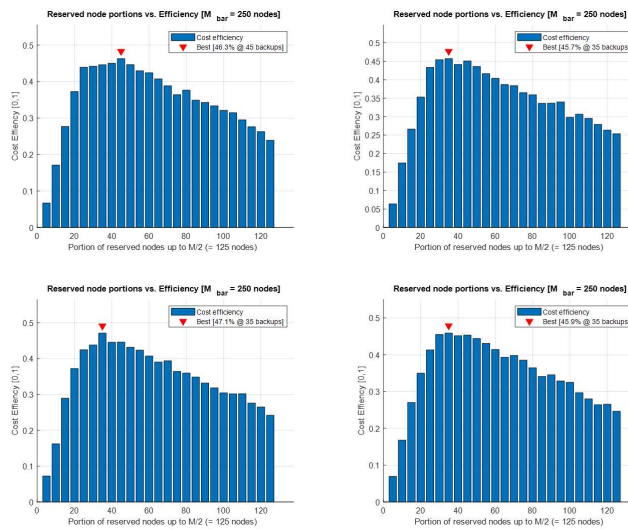 Reserved node portions vs. Efficiency [M bar = 250 nodes]
Cost efficiency
Best [46.3% @ 45 backups]
Cost Effiency [0,1]
0.5
0.4
0.3
0.2
0.1
0
0 20 40 60 80 100 120
Portion of reserved nodes up to M/2 (= 125 nodes)
Reserved node portions vs. Efficiency [M bar = 250 nodes]
Cost efficiency
Best [45.7% @ 35 backups]
Cost Effiency [0,1]
0.5
0.45
0.4
0.35
0.3
0.25
0.2
0.15
0.1
0.05
0
0 20 40 60 80 100 120
Portion of reserved nodes up to M/2 (= 125 nodes)
Reserved node portions vs. Efficiency [M bar = 250 nodes]
Cost efficiency
Best [47.1% @ 35 backups]
Cost Effiency [0,1]
0.5
0.4
0.3
0.2
0.1
0
0 20 40 60 80 100 120
Portion of reserved nodes up to M/2 (= 125 nodes)
Reserved node portions vs. Efficiency [M bar = 250 nodes]
Cost efficiency
Best [45.9% @ 35 backups]
Cost Effiency [0,1]
0.5
0.4
0.3
0.2
0.1
0
0 20 40 60 80 100 120
Portion of reserved nodes up to M/2 (= 125 nodes)